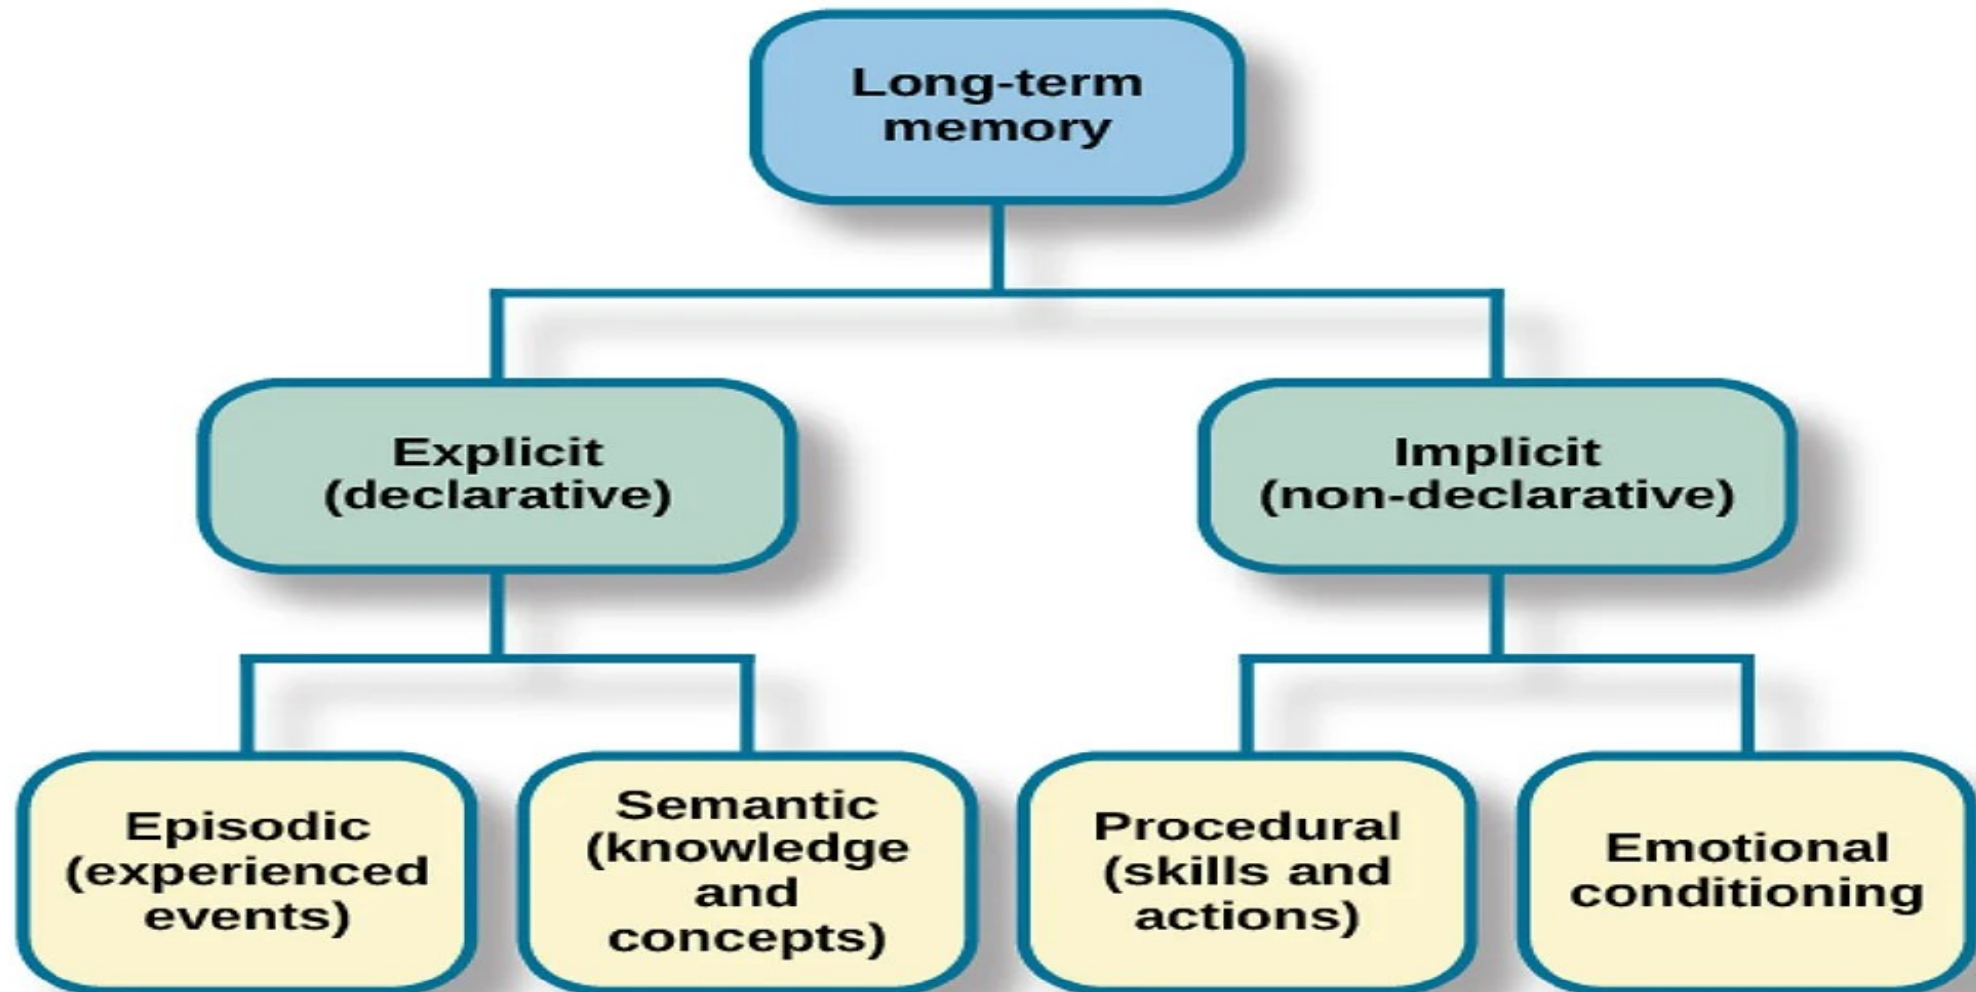 Long-term
memory
Explicit
(declarative)
Implicit
(non-declarative)
Episodic
(experienced
events)
Semantic
(knowledge
and
concepts)
Procedural
(skills and
actions)
Emotional
conditioning